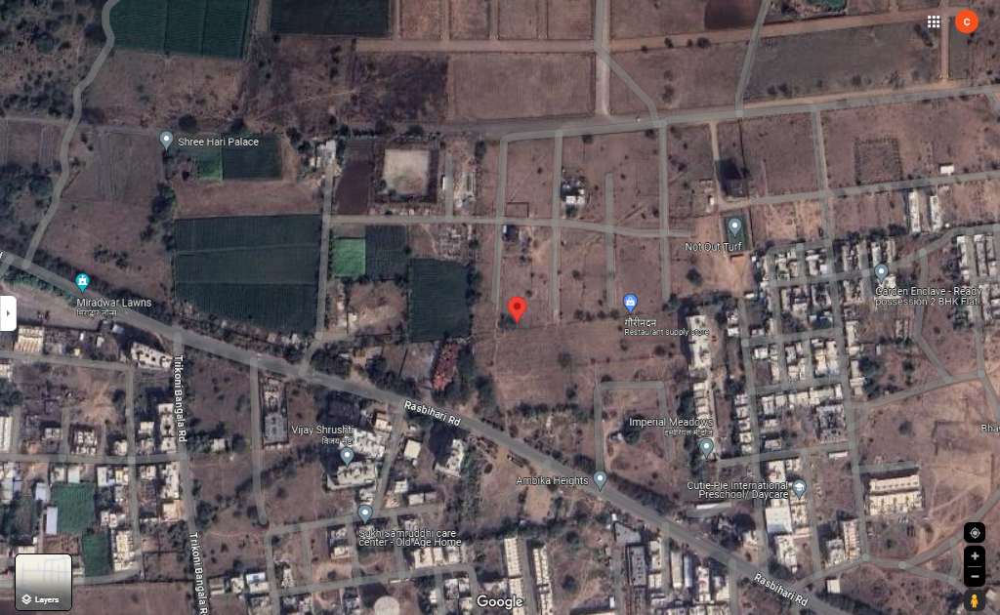 C
Shree Hari Palace
Not Out Turf
Garden Enclave - Ready
possession 2 BHK Flat...
Miradwar Lawns
गौरीनंदन
Restaurant supply store
Trikoni Bangala Rd
Rasbihari Rd
Vijay Shrushti
Imperial Meadows
Bha
Ambika Heights
Cutie-Pie International
Preschool/ Daycare
Sukh Samruddhi care
center - Old Age Home
Trikoni Bangala R
Rasbihari Rd
Layers
Google